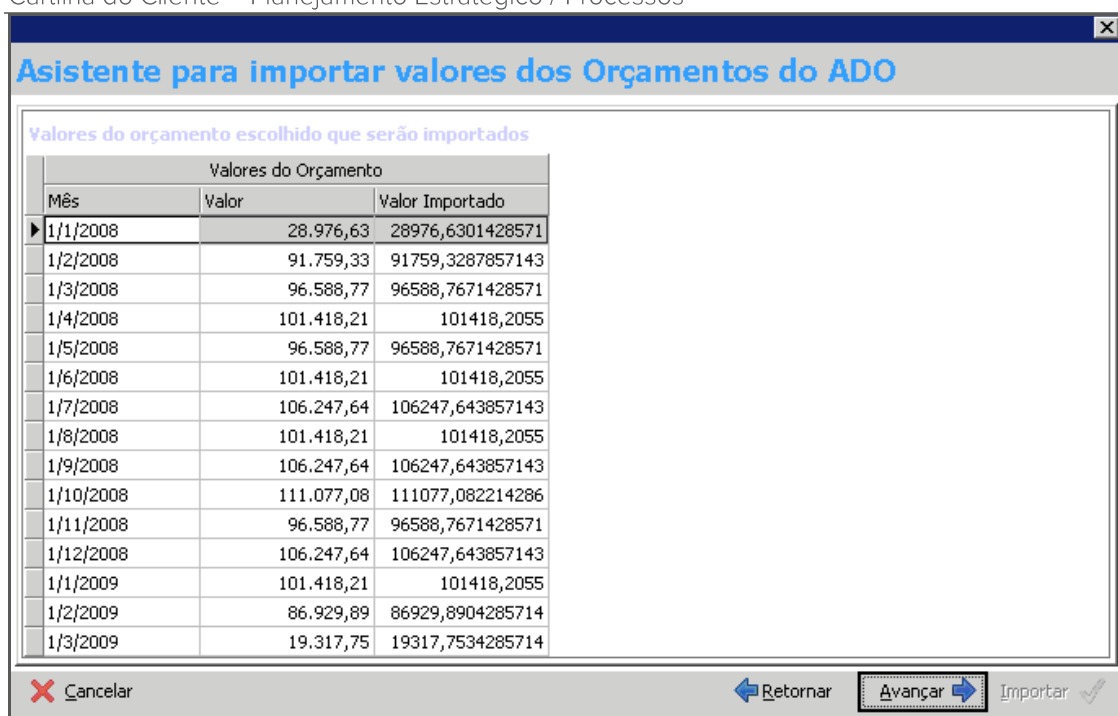 Cartilha do Cliente – Planejamento Estratégico / Processos
Asistente para importar valores dos Orçamentos do ADO
Valores do orçamento escolhido que serão importados
Valores do Orçamento
Mês Valor Valor Importado
1/1/2008 28.976,63 28976,6301428571
1/2/2008 91.759,33 91759,3287857143
1/3/2008 96.588,77 96588,7671428571
1/4/2008 101.418,21 101418,2055
1/5/2008 96.588,77 96588,7671428571
1/6/2008 101.418,21 101418,2055
1/7/2008 106.247,64 106247,643857143
1/8/2008 101.418,21 101418,2055
1/9/2008 106.247,64 106247,643857143
1/10/2008 111.077,08 111077,082214286
1/11/2008 96.588,77 96588,7671428571
1/12/2008 106.247,64 106247,643857143
1/1/2009 101.418,21 101418,2055
1/2/2009 86.929,89 86929,8904285714
1/3/2009 19.317,75 19317,7534285714
Cancelar Retornar Avançar Importar